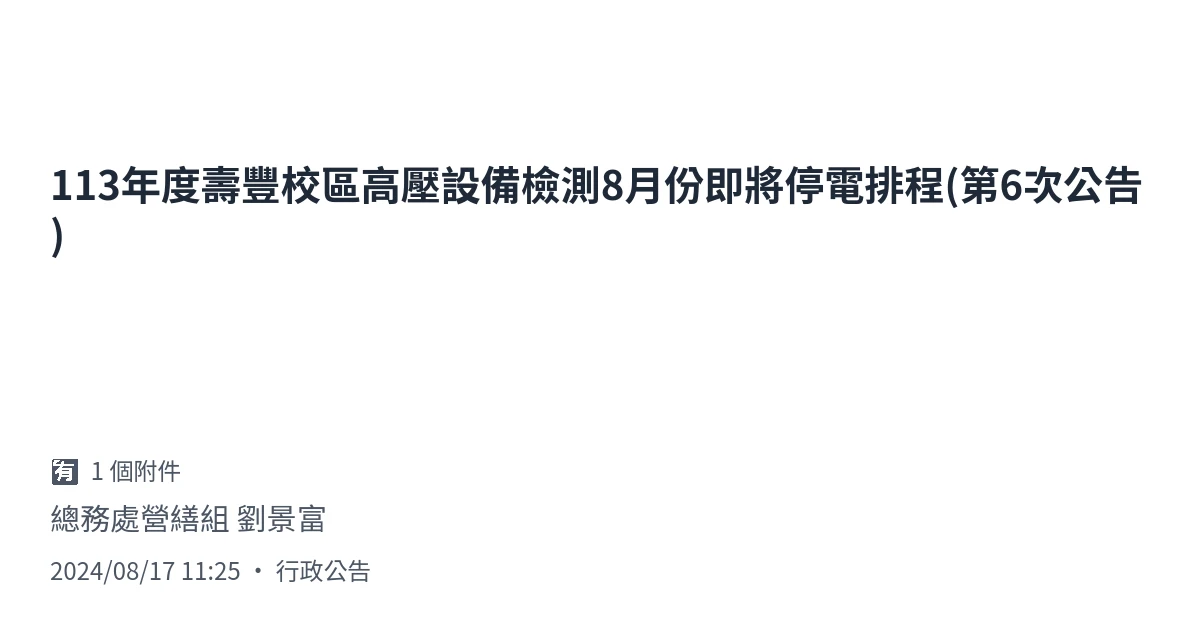 113年度壽豐校區高壓設備檢測8月份即將停電排程(第6次公告
)
🈶 1 個附件
總務處營繕組 劉景富
2024/08/17 11:25 ・ 行政公告